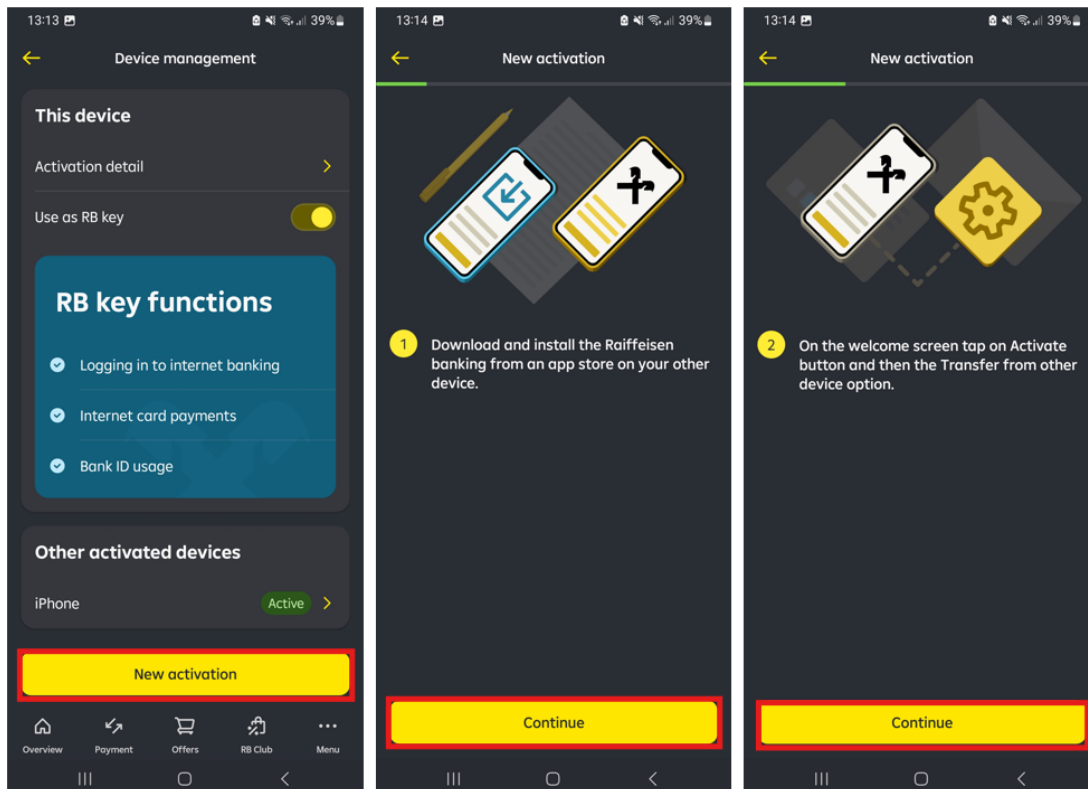 13:13
39%
Device management
This device
Activation detail
Use as RB key
RB key functions
Logging in to internet banking
Internet card payments
Bank ID usage
Other activated devices
iPhone
Active
New activation
Overview
Payment
Offers
RB Club
Menu
13:14
39%
New activation
1
Download and install the Raiffeisen
banking from an app store on your other
device.
Continue
13:14
39%
New activation
2
On the welcome screen tap on Activate
button and then the Transfer from other
device option.
Continue